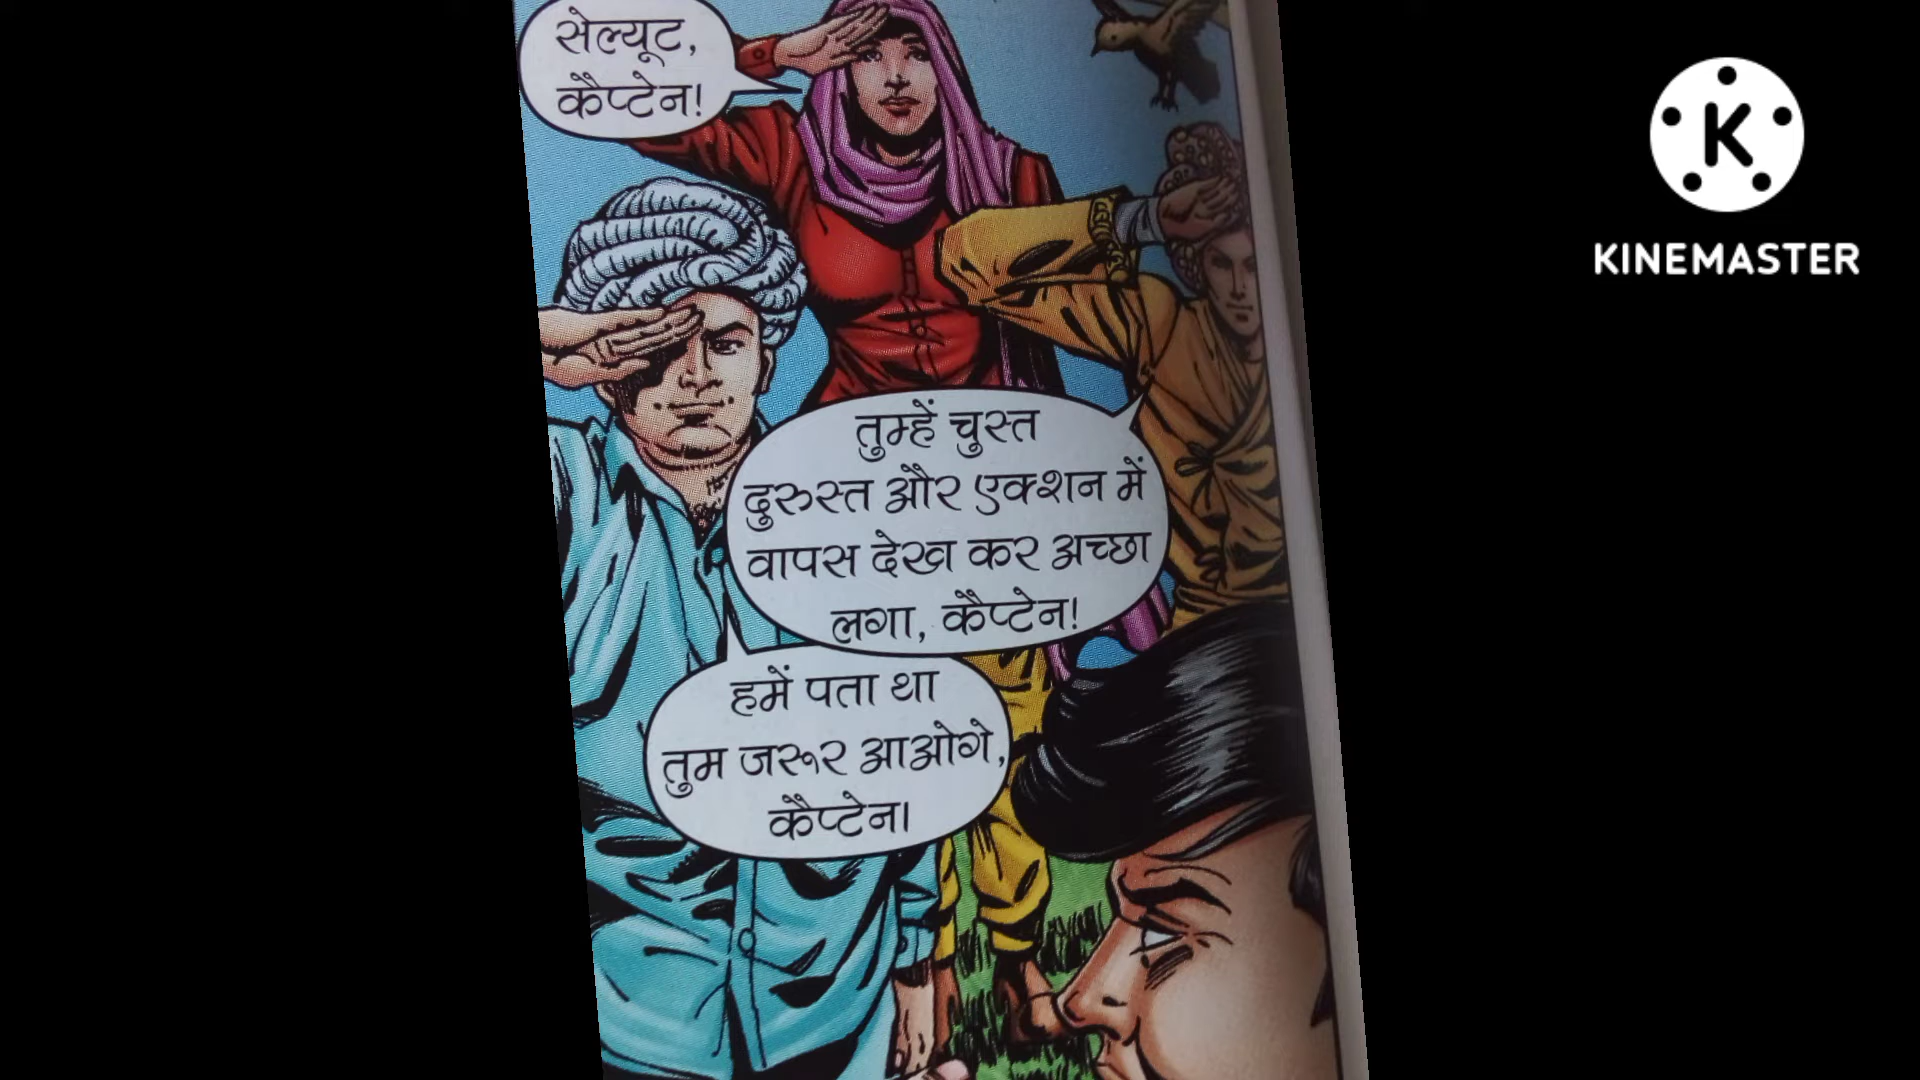 सेल्यूट,
कैप्टेन!
तुम्हें चुस्त
दुरुस्त और एक्शन में
वापस देख कर अच्छा
लगा, कैप्टेन!
हमें पता था
तुम जरूर आओगे,
कैप्टेन।
K
KINEMASTER